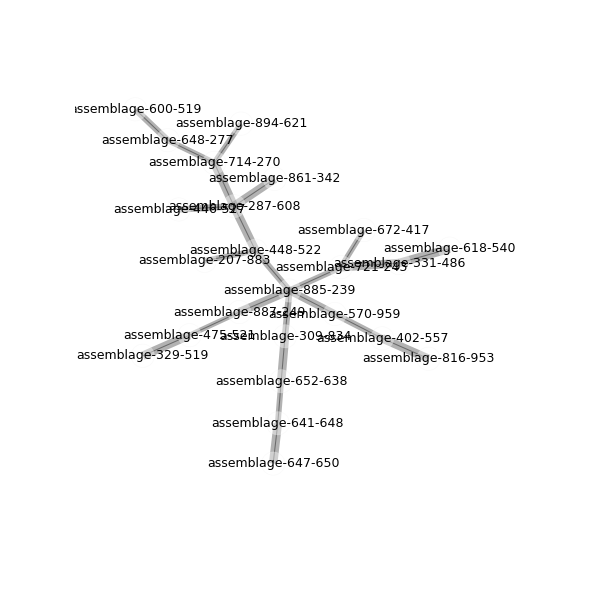 assemblage-600-519
assemblage-894-621
assemblage-648-277
assemblage-714-270
assemblage-861-342
assemblage-287-608
assemblage-446-527
assemblage-672-417
assemblage-618-540
assemblage-448-522
assemblage-207-883
assemblage-331-486
assemblage-721-243
assemblage-885-239
assemblage-887-249
assemblage-570-959
assemblage-475-521
assemblage-309-834
assemblage-402-557
assemblage-329-519
assemblage-816-953
assemblage-652-638
assemblage-641-648
assemblage-647-650